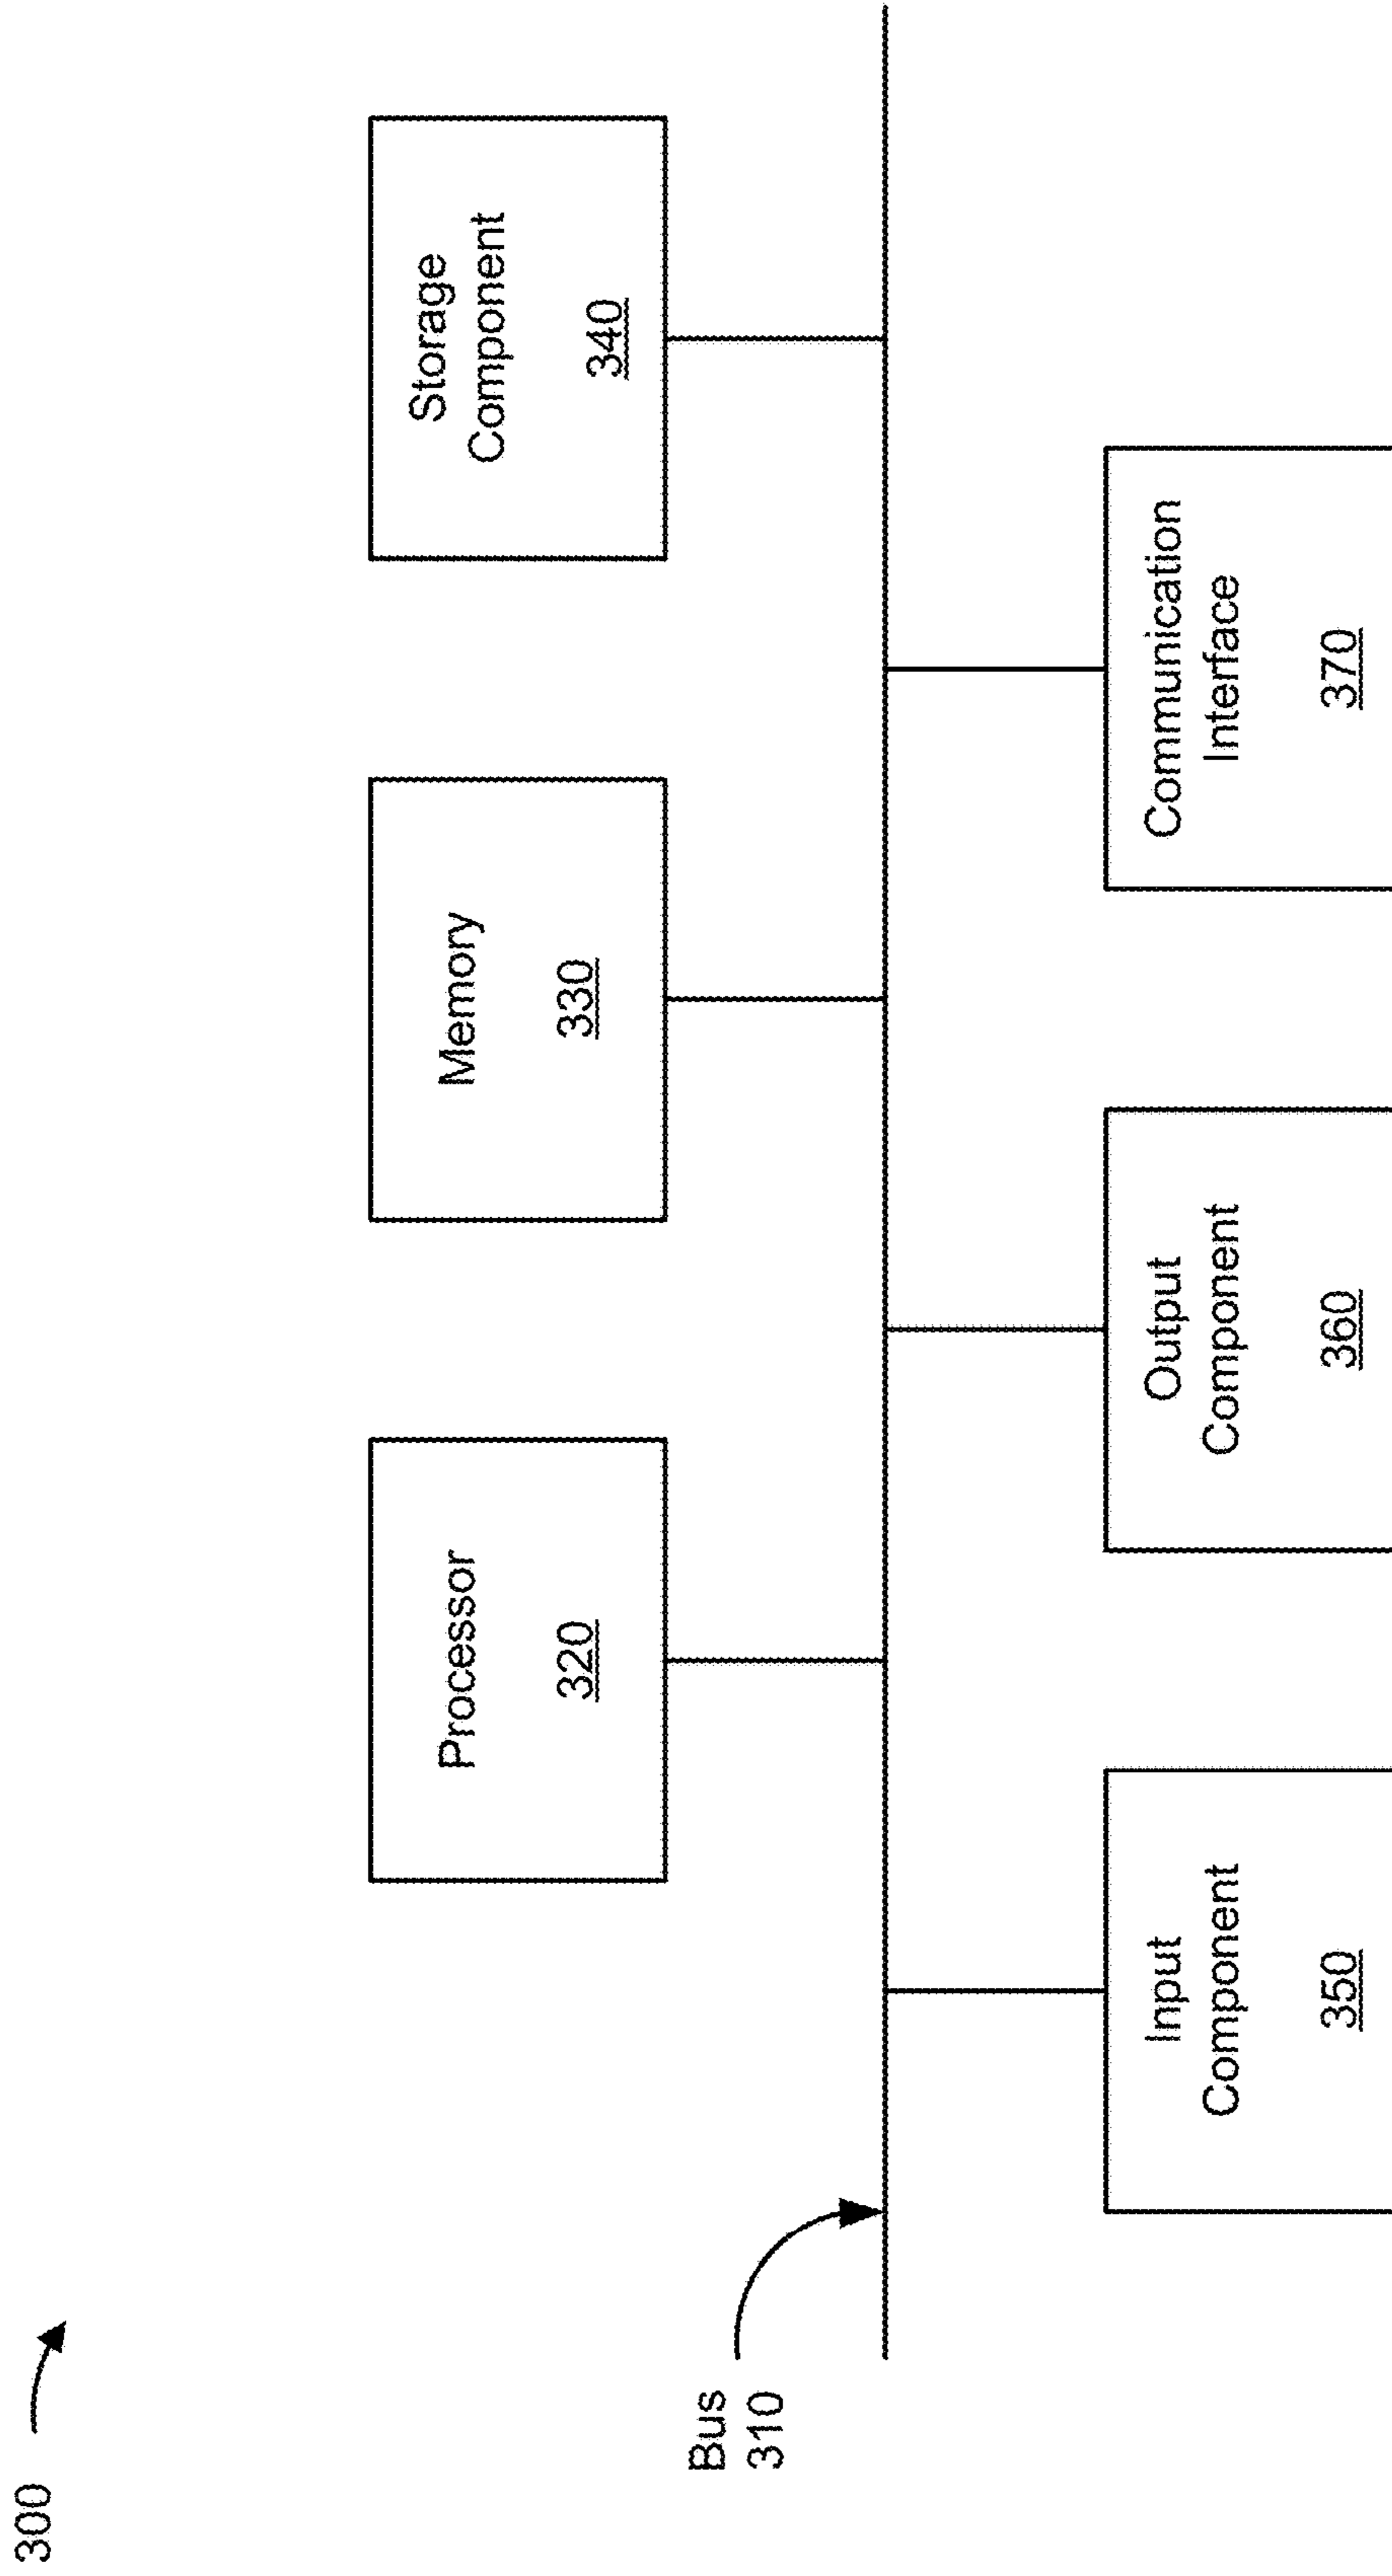 300
Processor
320
Memory
330
Storage
Component
340
Bus
310
Input
Component
350
Output
Component
360
Communication
Interface
370